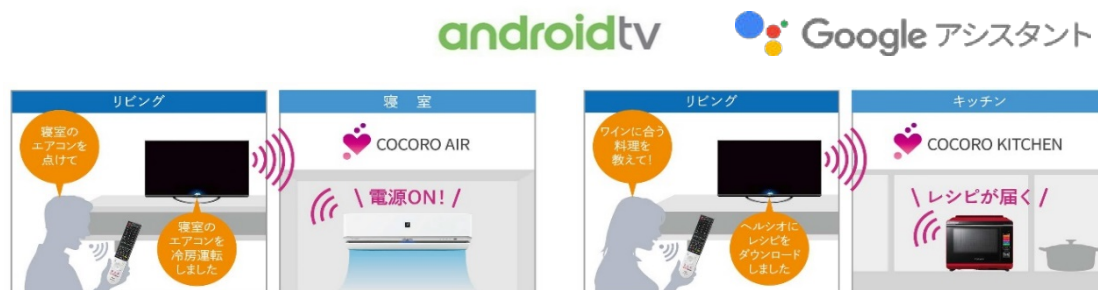 androidtv
Google アシスタント
リビング
寝室の
エアコンを
点けて
寝室の
エアコンを
冷房運転
しました
寝 室
COCORO AIR
\ 電源ON! /
リビング
ワインに合う
料理を
教えて!
ヘルシオに
レシピを
ダウンロード
しました
キッチン
COCORO KITCHEN
\ レシピが届く /